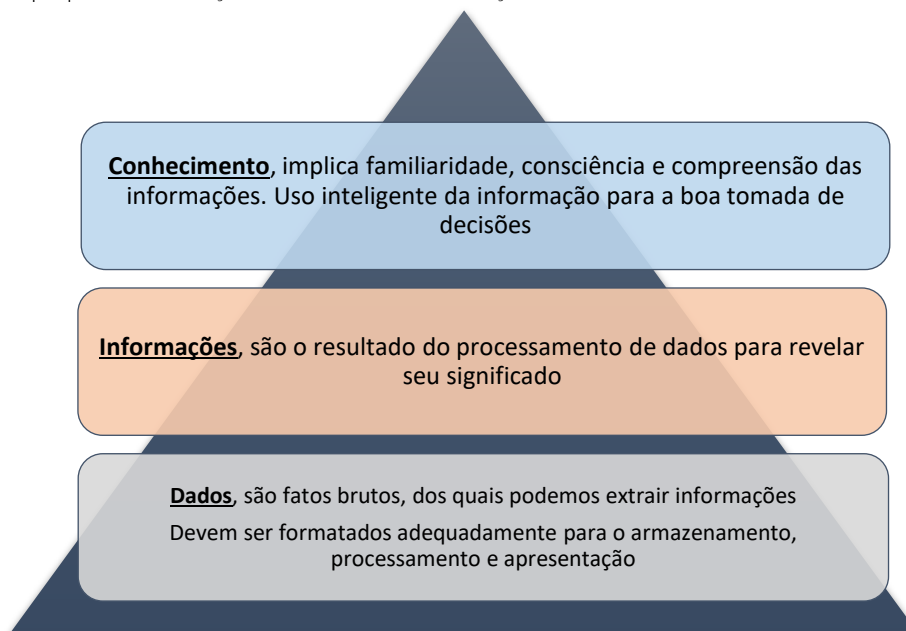 Conhecimento, implica familiaridade, consciência e compreensão das
informações. Uso inteligente da informação para a boa tomada de
decisões
Informações, são o resultado do processamento de dados para revelar
seu significado
Dados, são fatos brutos, dos quais podemos extrair informações
Devem ser formatados adequadamente para o armazenamento,
processamento e apresentação